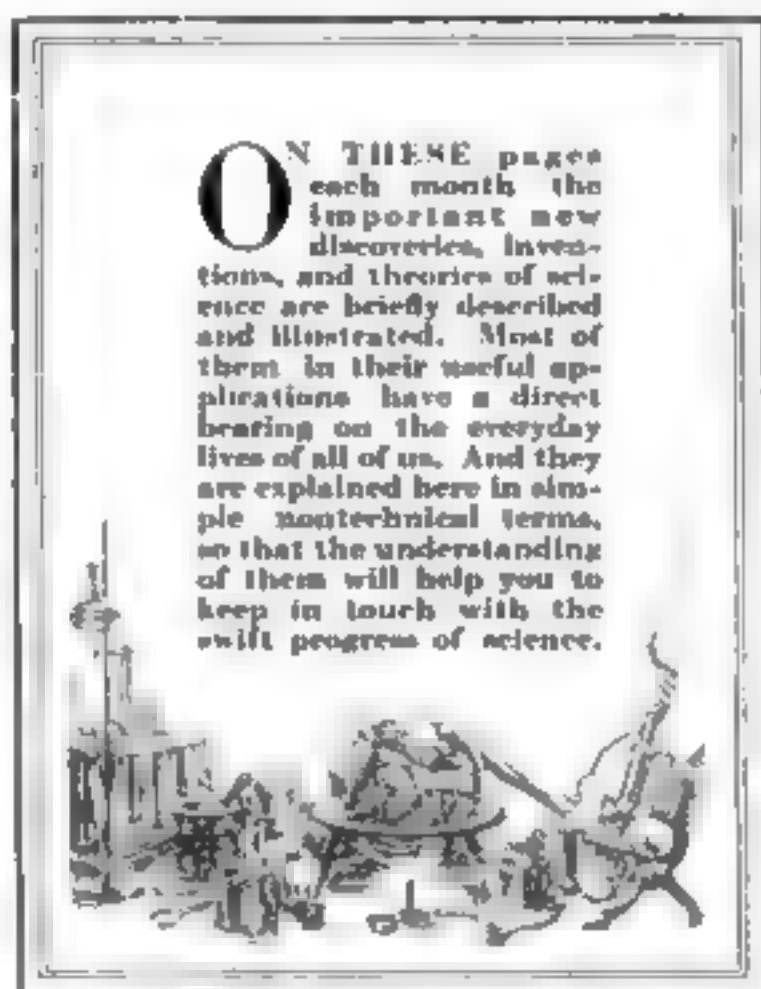 ON THESE pages
each month the
important new
discoveries, inven-
tions, and theories of sci-
ence are briefly described
and illustrated. Most of
them in their useful ap-
plications have a direct
bearing on the everyday
lives of all of us. And they
are explained here in sim-
ple nontechnical terms,
so that the understanding
of them will help you to
keep in touch with the
swift progress of science.